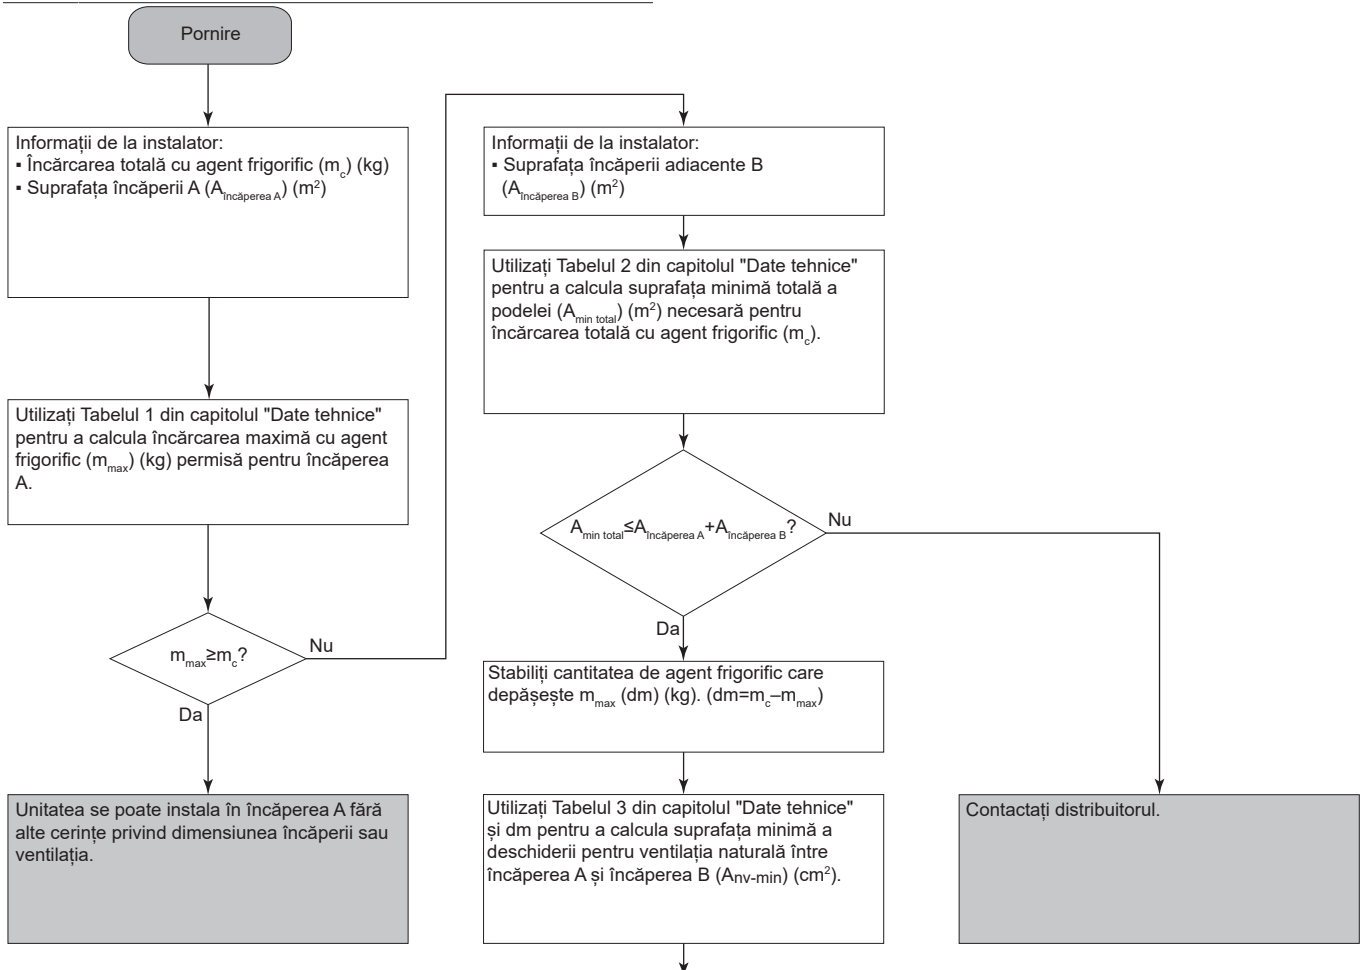 Pornire
Informații de la instalator:
▪ Încărcarea totală cu agent frigorific (mc) (kg)
▪ Suprafața încăperii A (Aîncăperea A) (m²)
Utilizați Tabelul 1 din capitolul "Date tehnice"
pentru a calcula încărcarea maximă cu agent
frigorific (mmax) (kg) permisă pentru încăperea
A.
mmax≥mc?
Nu
Da
Unitatea se poate instala în încăperea A fără
alte cerințe privind dimensiunea încăperii sau
ventilația.
Informații de la instalator:
▪ Suprafața încăperii adiacente B
(Aîncăperea B) (m²)
Utilizați Tabelul 2 din capitolul "Date tehnice"
pentru a calcula suprafața minimă totală a
podelei (Amin total) (m²) necesară pentru
încărcarea totală cu agent frigorific (mc).
Amin total≤Aîncăperea A+Aîncăperea B?
Nu
Da
Stabiliți cantitatea de agent frigorific care
depășește mmax (dm) (kg). (dm=mc–mmax)
Utilizați Tabelul 3 din capitolul "Date tehnice"
și dm pentru a calcula suprafața minimă a
deschiderii pentru ventilația naturală între
încăperea A și încăperea B (Anv-min) (cm²).
Contactați distribuitorul.